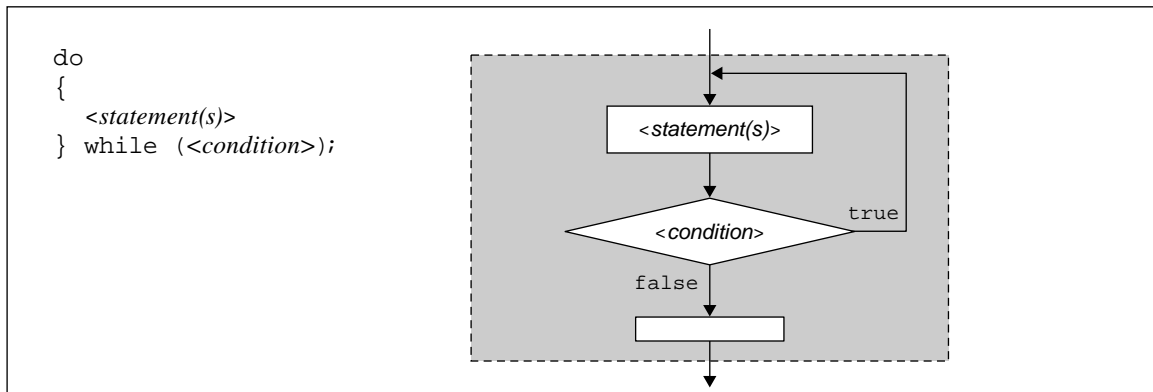 do
{
<statement(s)>
} while (<condition>);
<statement(s)>
true
<condition>
false